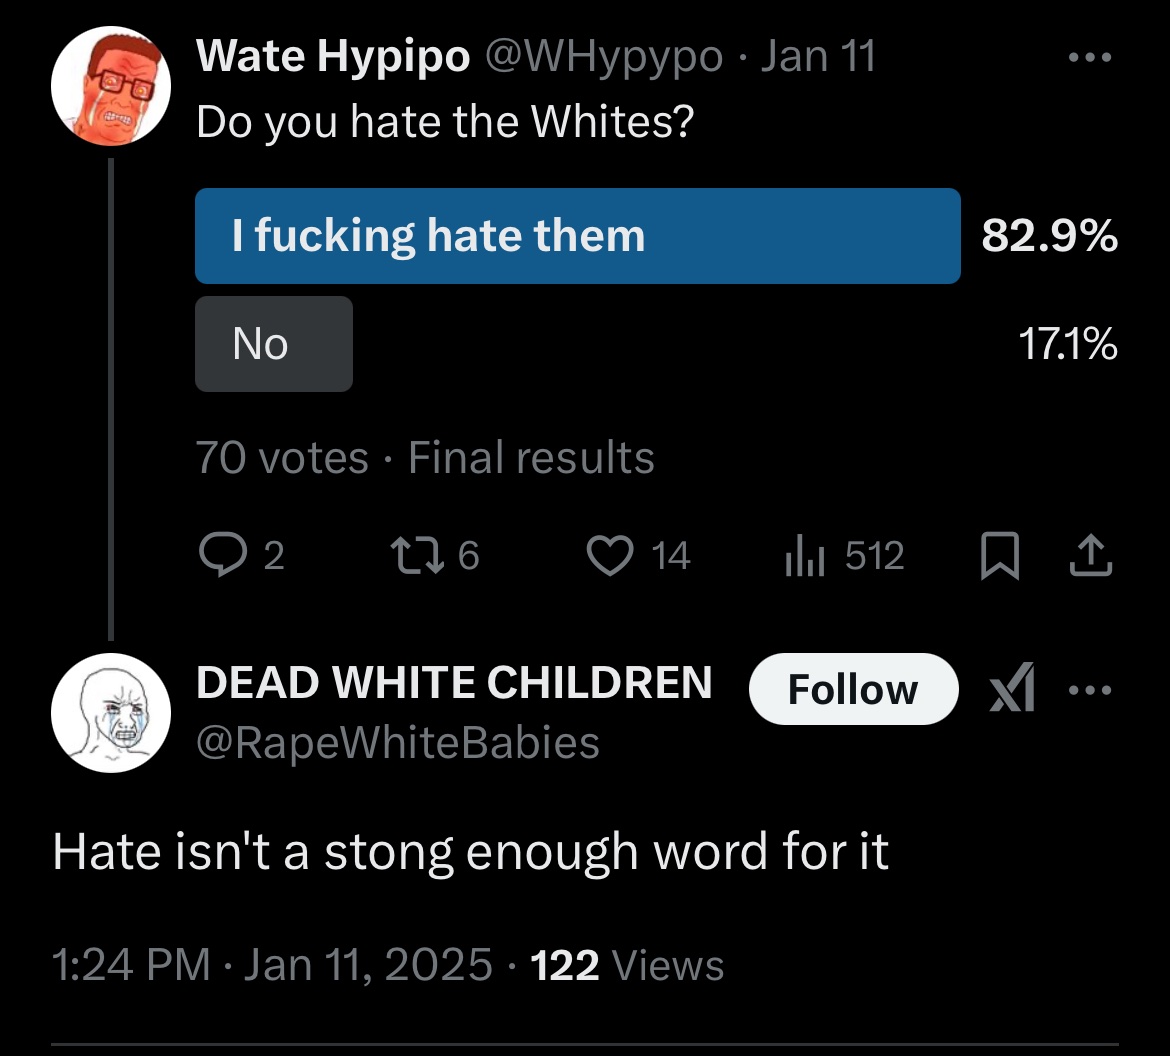 Wate Hypipo @WHypypo · Jan 11
Do you hate the Whites?
I fucking hate them 82.9%
No 17.1%
70 votes · Final results
2 6 14 512
DEAD WHITE CHILDREN Follow
@RapeWhiteBabies
Hate isn't a stong enough word for it
1:24 PM · Jan 11, 2025 · 122 Views